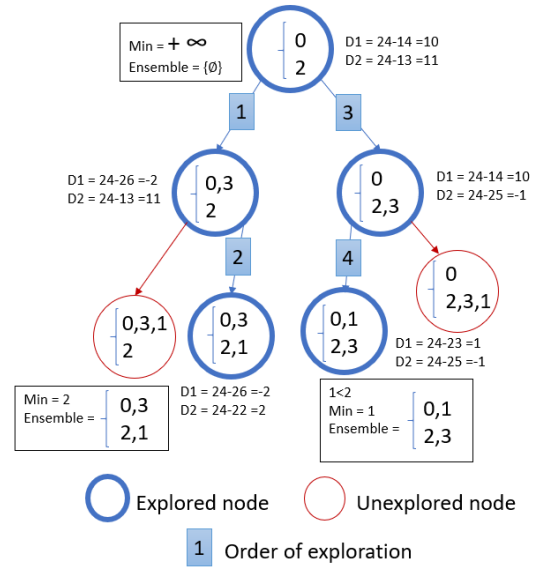 Min = + ∞
Ensemble = {Ø}
0
2
D1 = 24-14 =10
D2 = 24-13 =11
1
3
D1 = 24-26 =-2
D2 = 24-13 =11
0,3
2
0
2,3
D1 = 24-14 =10
D2 = 24-25 =-1
2
4
0,3,1
2
0,3
2,1
0,1
2,3
0
2,3,1
D1 = 24-26 =-2
D2 = 24-22 =2
D1 = 24-23 =1
D2 = 24-25 =-1
Min = 2
Ensemble =
0,3
2,1
1<2
Min = 1
Ensemble =
0,1
2,3
Explored node
Unexplored node
1
Order of exploration